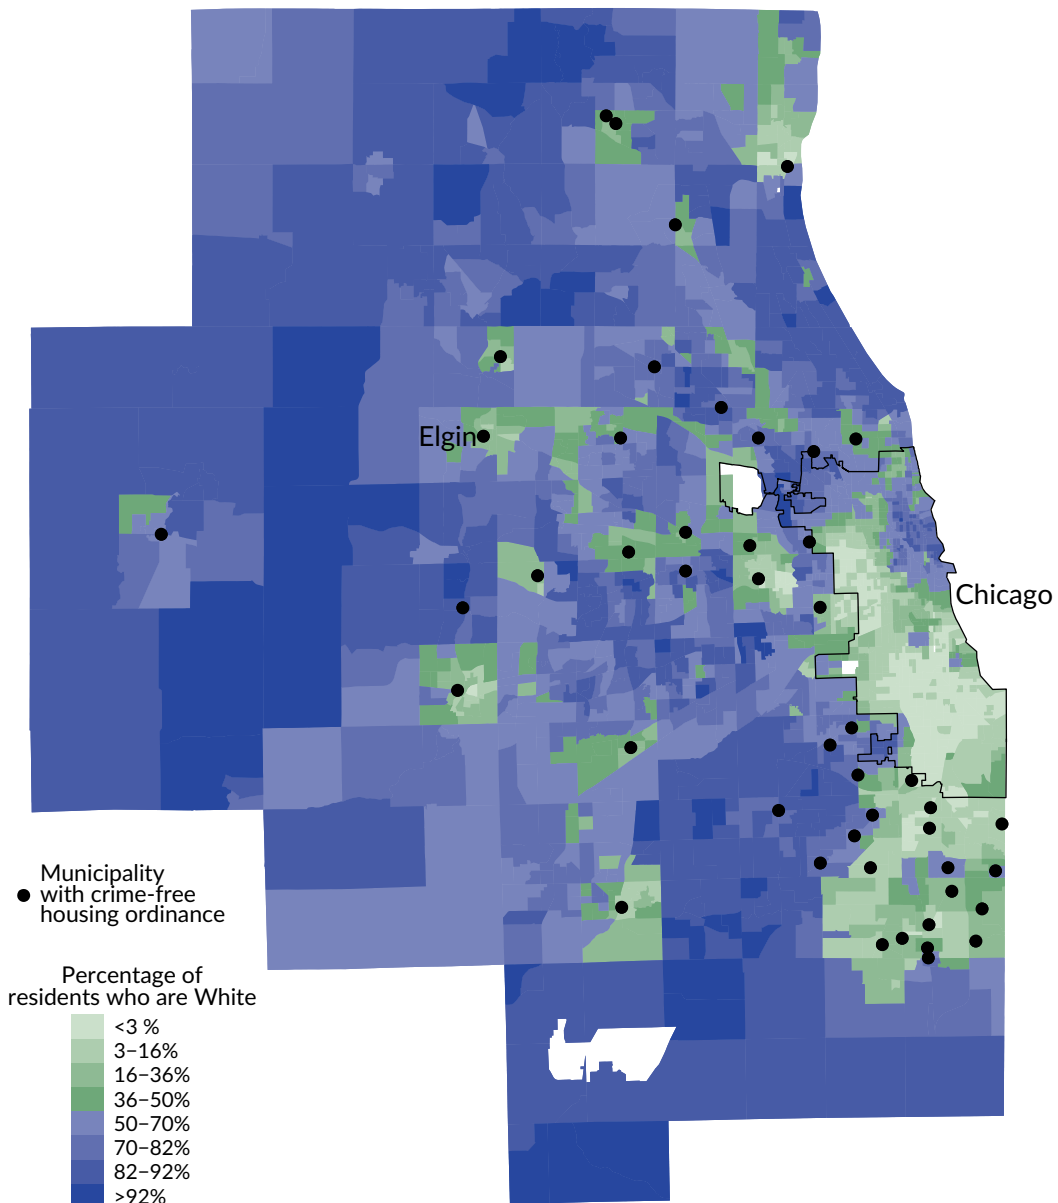 Elgin
Chicago
Municipality
with crime-free
housing ordinance
Percentage of
residents who are White
<3 %
3–16%
16–36%
36–50%
50–70%
70–82%
82–92%
>92%